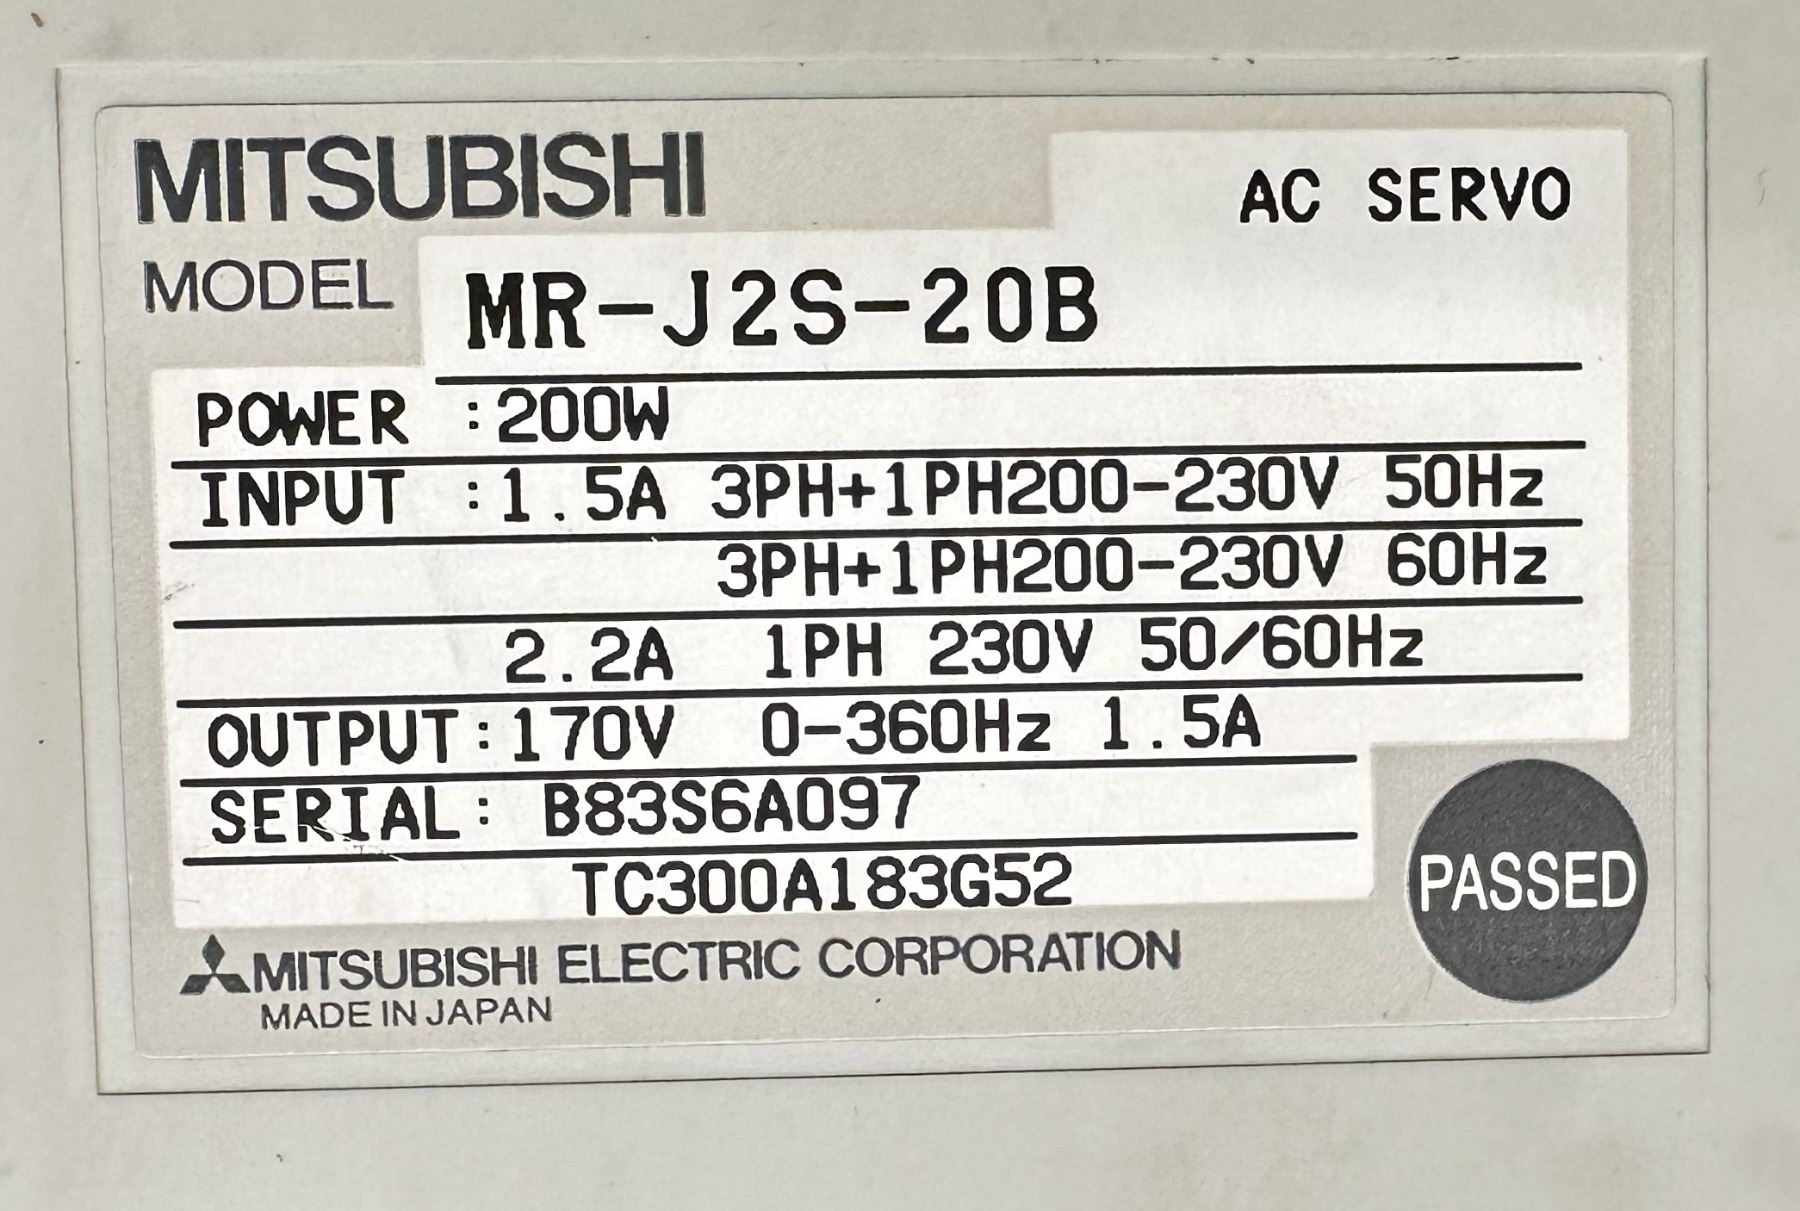 MITSUBISHI
AC SERVO
MODEL MR-J2S-20B
POWER :200W
INPUT :1.5A 3PH+1PH200-230V 50Hz
3PH+1PH200-230V 60Hz
2.2A 1PH 230V 50/60Hz
OUTPUT:170V 0-360Hz 1.5A
SERIAL: B83S6A097
TC300A183G52
PASSED
MITSUBISHI ELECTRIC CORPORATION
MADE IN JAPAN